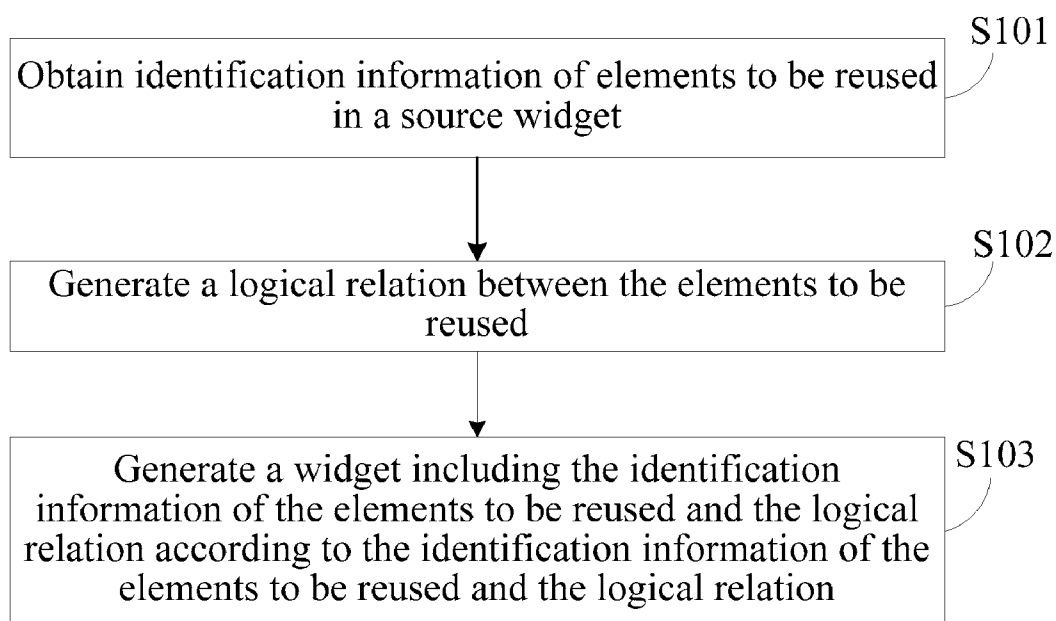 S101
Obtain identification information of elements to be reused
in a source widget
S102
Generate a logical relation between the elements to be
reused
S103
Generate a widget including the identification
information of the elements to be reused and the logical
relation according to the identification information of the
elements to be reused and the logical relation